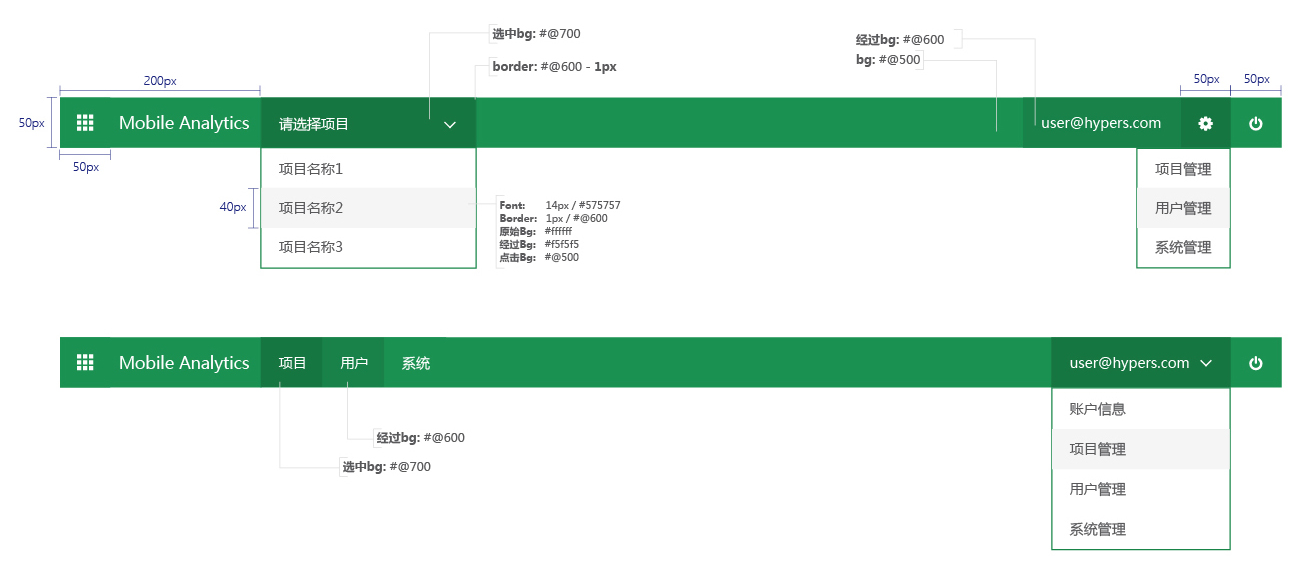 选中bg: #@700
经过bg: #@600
bg: #@500
border: #@600 - 1px
200px
50px
50px
50px
Mobile Analytics
请选择项目
user@hypers.com
50px
项目名称1
项目管理
40px
项目名称2
用户管理
项目名称3
系统管理
Font: 14px / #575757
Border: 1px / #@600
原始Bg: #ffffff
经过Bg: #f5f5f5
点击Bg: #@500
Mobile Analytics
项目
用户
系统
user@hypers.com
账户信息
项目管理
用户管理
系统管理
经过bg: #@600
选中bg: #@700